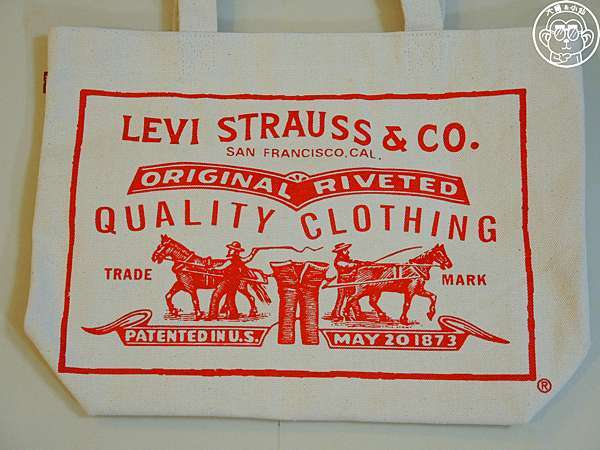 LEVI STRAUSS & CO.
SAN FRANCISCO, CAL.
ORIGINAL RIVETED
QUALITY CLOTHING
TRADE MARK
PATENTED IN U.S. MAY 20 1873
®